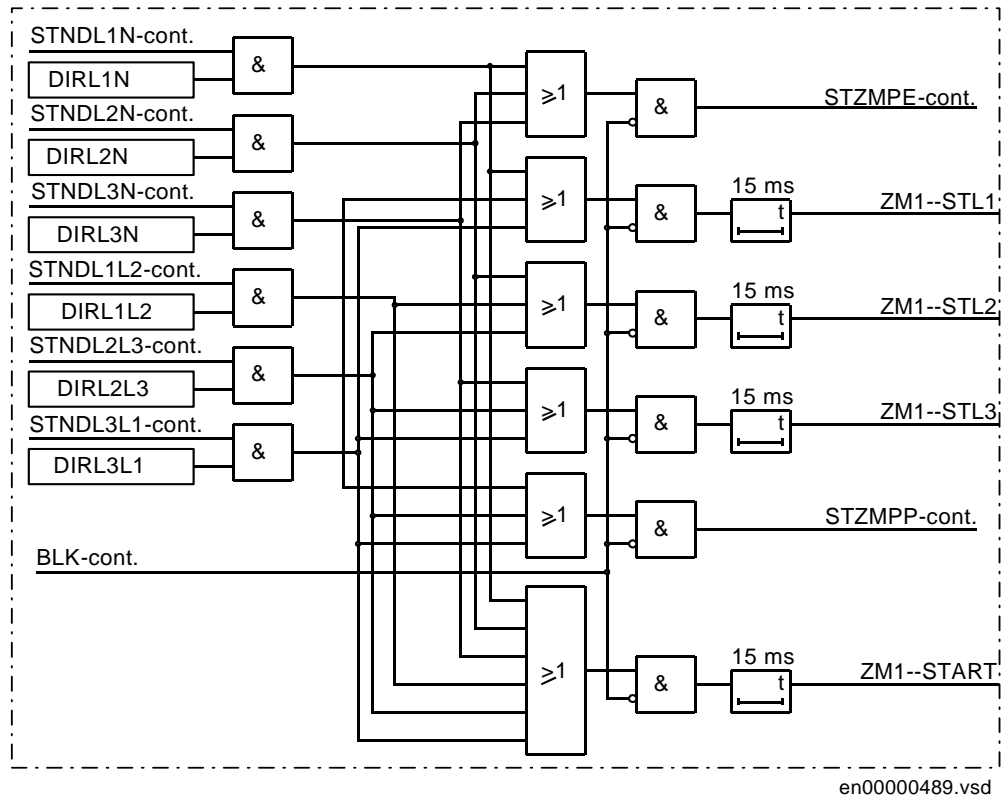 STNDL1N-cont.
DIRL1N
&
STNDL2N-cont.
DIRL2N
&
STNDL3N-cont.
DIRL3N
&
STNDL1L2-cont.
DIRL1L2
&
STNDL2L3-cont.
DIRL2L3
&
STNDL3L1-cont.
DIRL3L1
&
BLK-cont.
≥1
&
STZMPE-cont.
≥1
&
15 ms
t
ZM1--STL1
≥1
&
15 ms
t
ZM1--STL2
≥1
&
15 ms
t
ZM1--STL3
≥1
&
STZMPP-cont.
≥1
&
15 ms
t
ZM1--START
en00000489.vsd